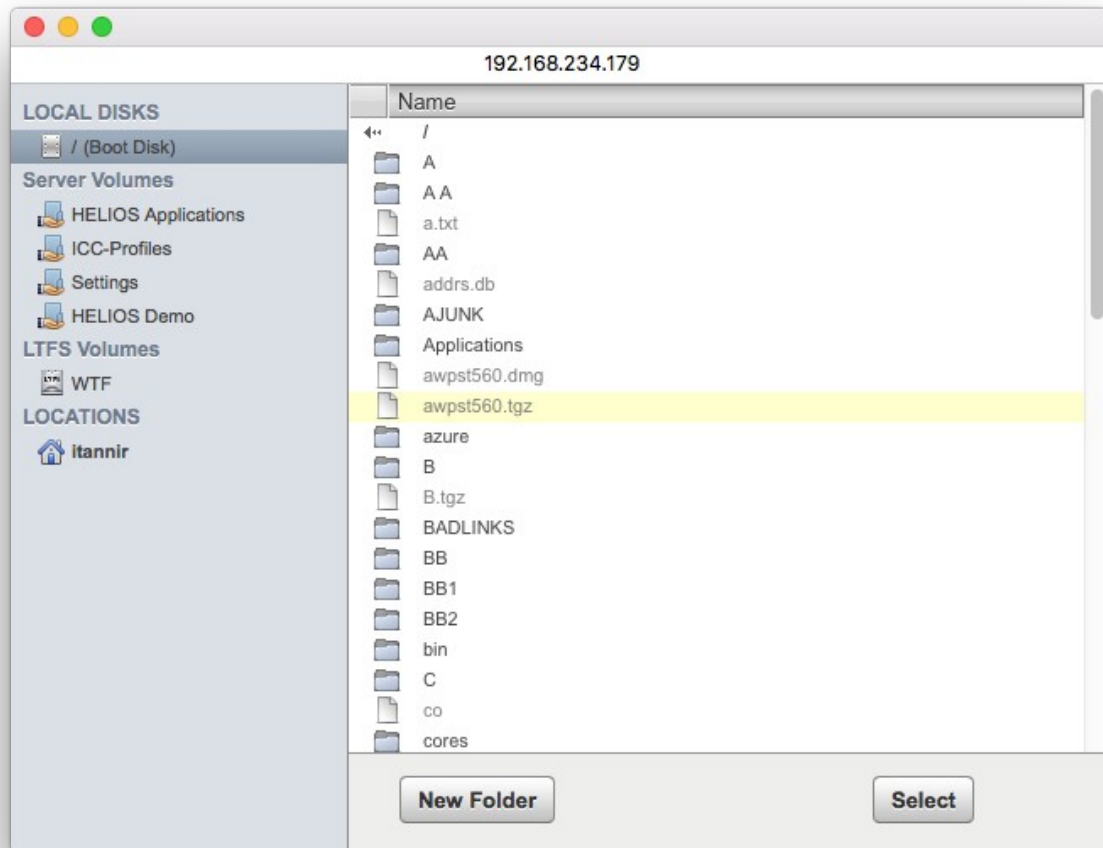 192.168.234.179
LOCAL DISKS
/ (Boot Disk)
Server Volumes
HELIOS Applications
ICC-Profiles
Settings
HELIOS Demo
LTFS Volumes
WTF
LOCATIONS
itannir
Name
/
A
A A
a.txt
AA
addrs.db
AJUNK
Applications
awpst560.dmg
awpst560.tgz
azure
B
B.tgz
BADLINKS
BB
BB1
BB2
bin
C
co
cores
New Folder
Select